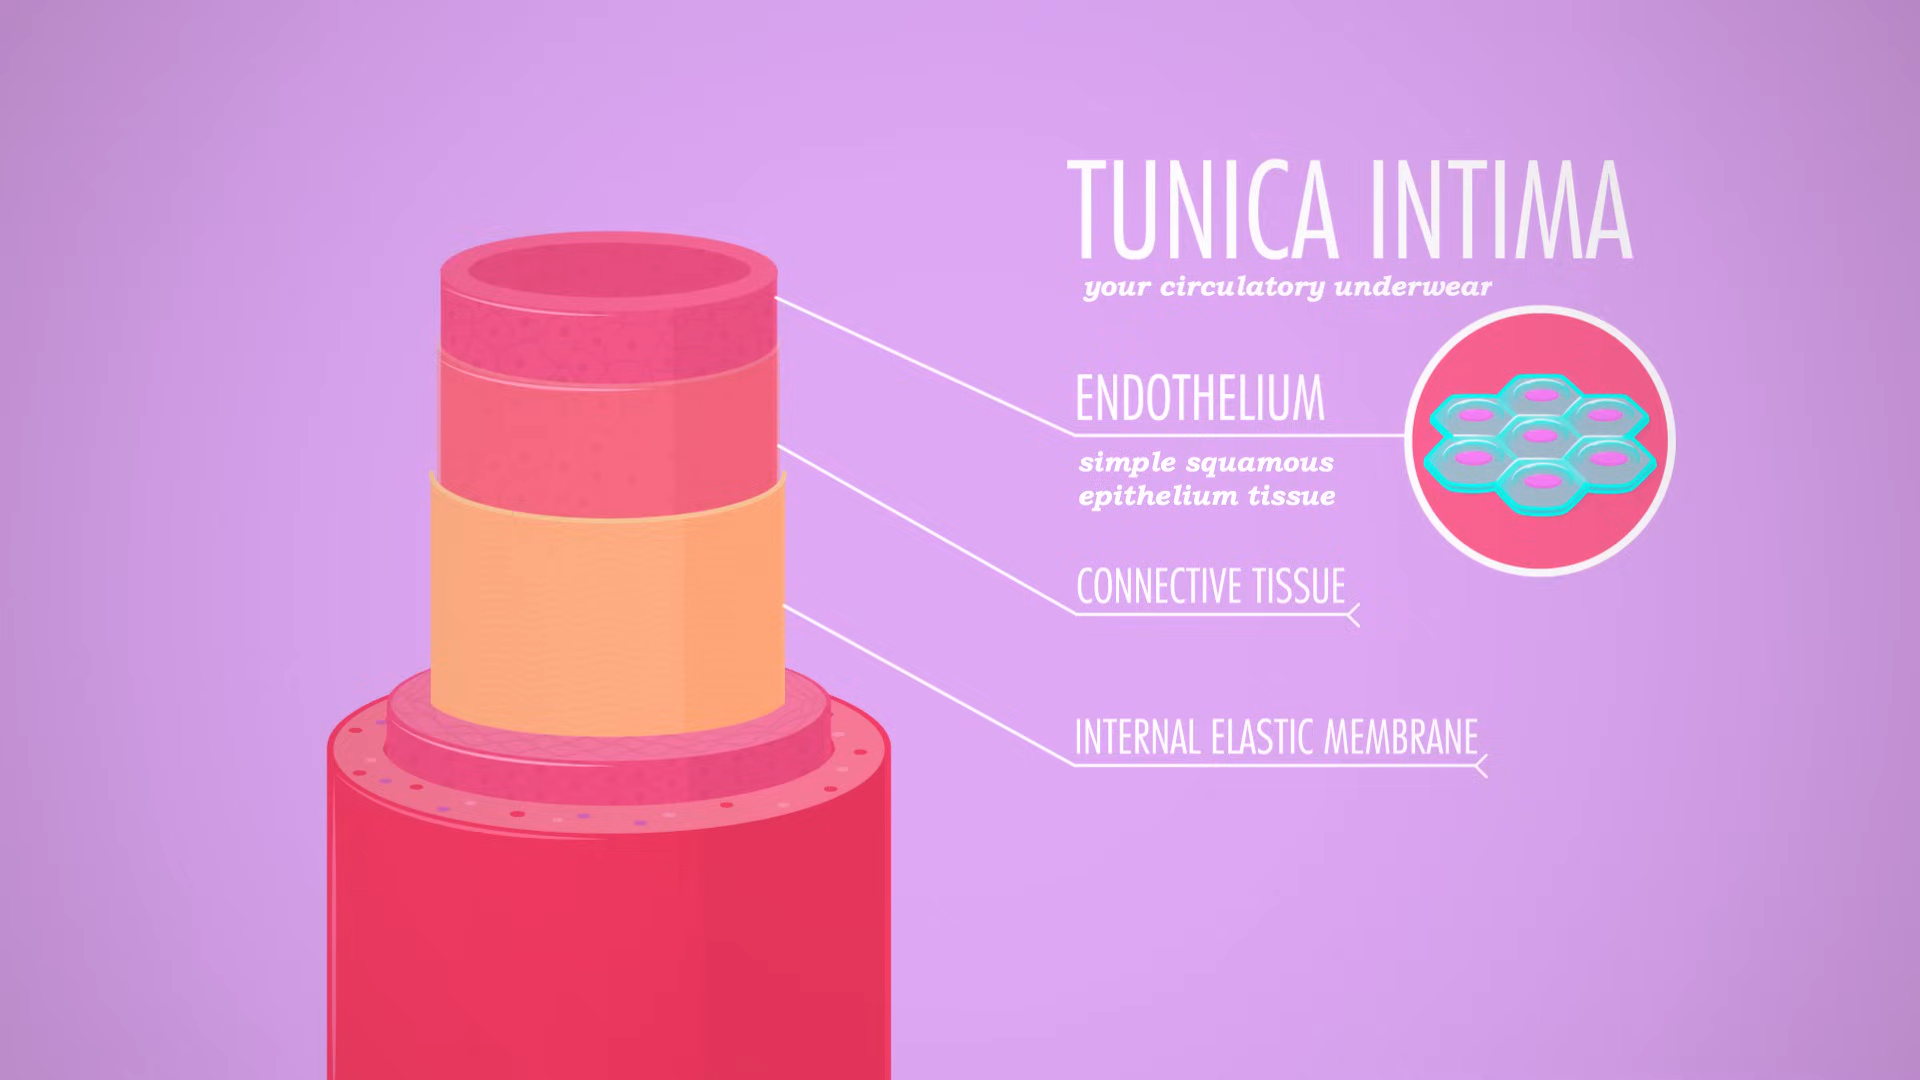 TUNICA INTIMA
your circulatory underwear
ENDOTHELIUM
simple squamous
epithelium tissue
CONNECTIVE TISSUE
INTERNAL ELASTIC MEMBRANE